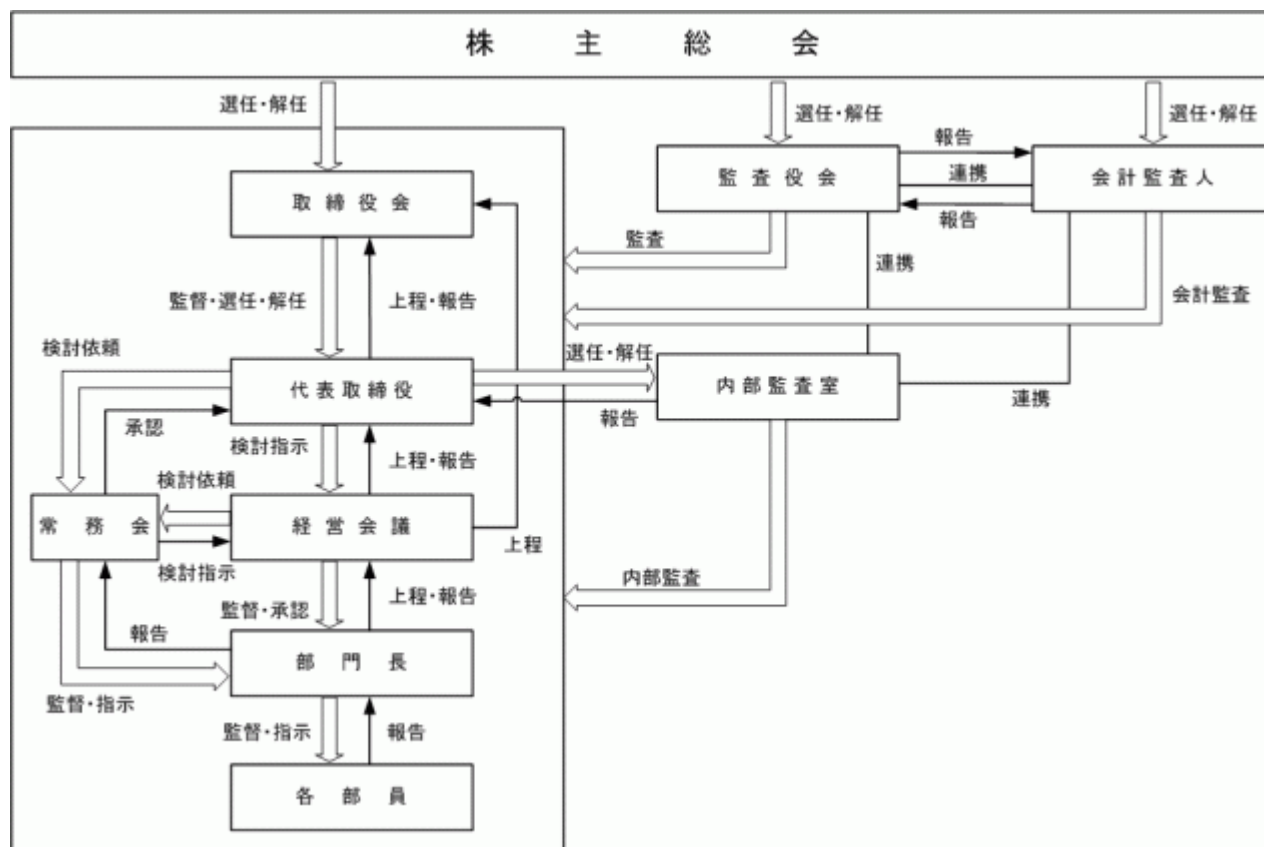 株主総会
選任・解任
選任・解任
選任・解任
報告
監査役会
連携
会計監査人
報告
取締役会
監査
連携
監督・選任・解任
上程・報告
会計監査
検討依頼
選任・解任
代表取締役
内部監査室
報告
連携
承認
検討指示
上程・報告
検討依頼
常務会
経営会議
上程
検討指示
内部監査
監督・承認
上程・報告
報告
部門長
監督・指示
監督・指示
報告
各部員